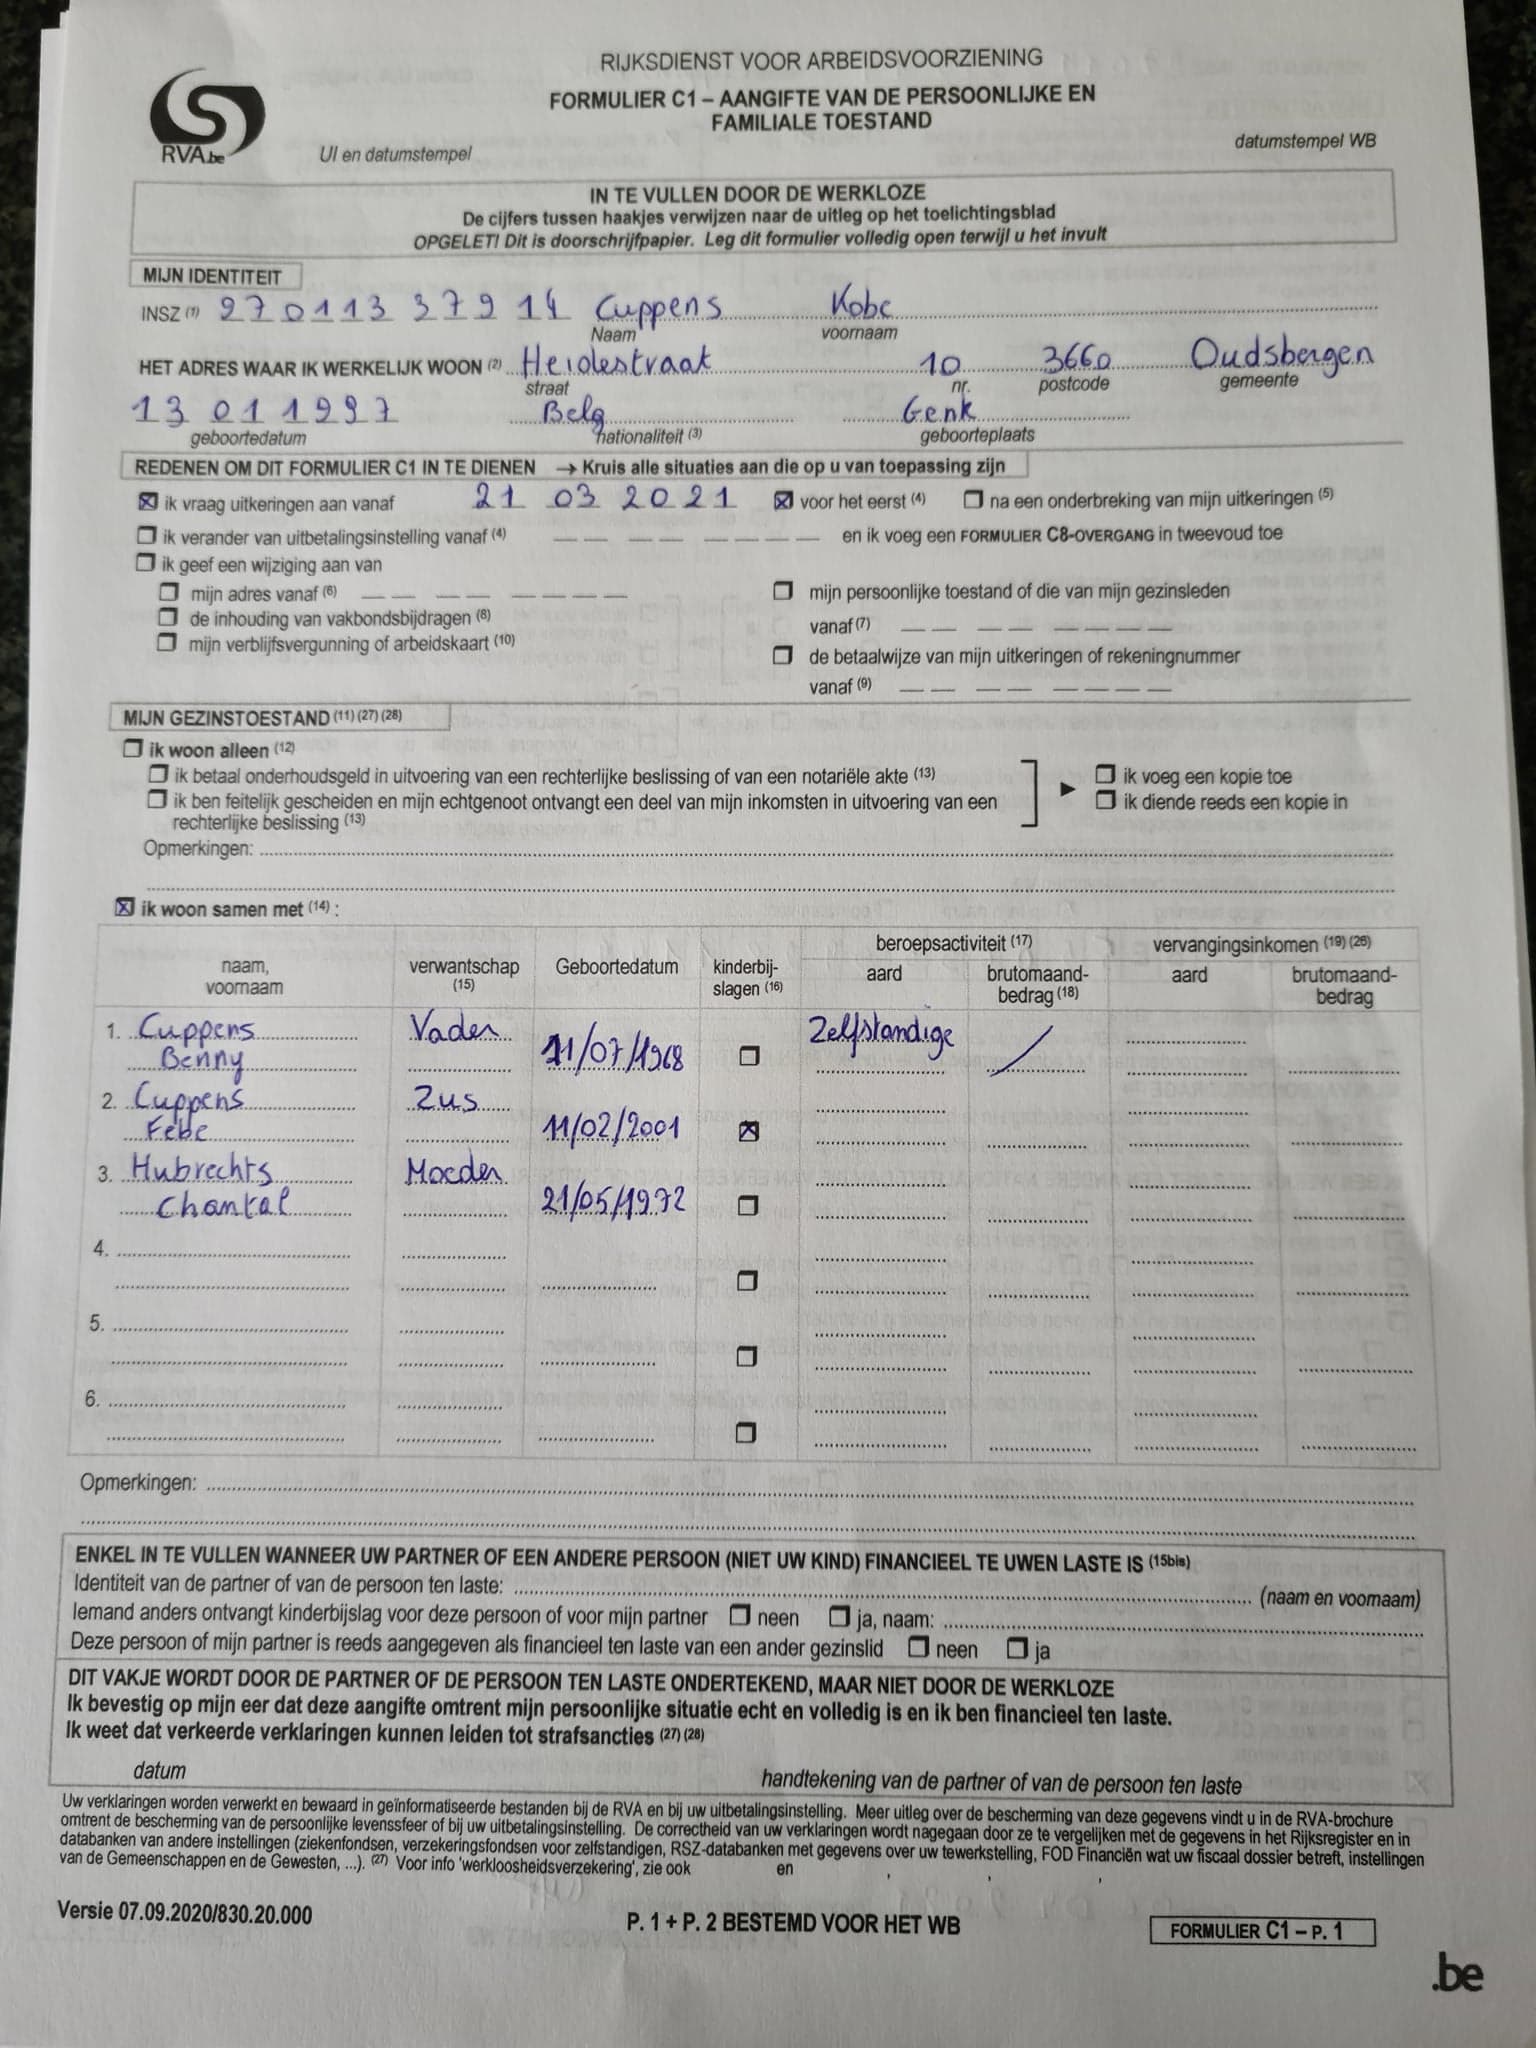 RIJKSDIENST VOOR ARBEIDSVOORZIENING
FORMULIER C1 – AANGIFTE VAN DE PERSOONLIJKE EN
FAMILIALE TOESTAND
RVA.be
UI en datumstempel
datumstempel WB
IN TE VULLEN DOOR DE WERKLOZE
De cijfers tussen haakjes verwijzen naar de uitleg op het toelichtingsblad
OPGELET! Dit is doorschrijfpapier. Leg dit formulier volledig open terwijl u het invult
MIJN IDENTITEIT
INSZ (1) 970113 379 14 Cuppens Kobe
Naam voornaam
HET ADRES WAAR IK WERKELIJK WOON (2) Heidestraat 10 3660 Oudsbergen
straat nr. postcode gemeente
13 01 1997 Belg Genk
geboortedatum nationaliteit (3) geboorteplaats
REDENEN OM DIT FORMULIER C1 IN TE DIENEN → Kruis alle situaties aan die op u van toepassing zijn
☒ ik vraag uitkeringen aan vanaf 21 03 2021 ☒ voor het eerst (4) ☐ na een onderbreking van mijn uitkeringen (5)
☐ ik verander van uitbetalingsinstelling vanaf (4) __ __ ____ en ik voeg een FORMULIER C8-OVERGANG in tweevoud toe
☐ ik geef een wijziging aan van
☐ mijn adres vanaf (6) ☐ mijn persoonlijke toestand of die van mijn gezinsleden
☐ de inhouding van vakbondsbijdragen (8) vanaf (7)
☐ mijn verblijfsvergunning of arbeidskaart (10) ☐ de betaalwijze van mijn uitkeringen of rekeningnummer
vanaf (9)
MIJN GEZINSTOESTAND (11) (27) (28)
☐ ik woon alleen (12)
☐ ik betaal onderhoudsgeld in uitvoering van een rechterlijke beslissing of van een notariële akte (13) ☐ ik voeg een kopie toe
☐ ik ben feitelijk gescheiden en mijn echtgenoot ontvangt een deel van mijn inkomsten in uitvoering van een ☐ ik diende reeds een kopie in
rechterlijke beslissing (13)
Opmerkingen:
☒ ik woon samen met (14) :
beroepsactiviteit (17) vervangingsinkomen (19) (26)
naam, voornaam verwantschap (15) Geboortedatum kinderbijslagen (16) aard brutomaandbedrag (18) aard brutomaandbedrag
1. Cuppens Vader Zelfstandige /
Benny 11/07/1968 ☐
2. Cuppens Zus
Febe 11/02/2001 ☒
3. Hubrechts Moeder
Chantal 21/05/1972 ☐
4. ☐
5. ☐
6. ☐
Opmerkingen:
ENKEL IN TE VULLEN WANNEER UW PARTNER OF EEN ANDERE PERSOON (NIET UW KIND) FINANCIEEL TE UWEN LASTE IS (15bis)
Identiteit van de partner of van de persoon ten laste: (naam en voornaam)
Iemand anders ontvangt kinderbijslag voor deze persoon of voor mijn partner ☐ neen ☐ ja, naam:
Deze persoon of mijn partner is reeds aangegeven als financieel ten laste van een ander gezinslid ☐ neen ☐ ja
DIT VAKJE WORDT DOOR DE PARTNER OF DE PERSOON TEN LASTE ONDERTEKEND, MAAR NIET DOOR DE WERKLOZE
Ik bevestig op mijn eer dat deze aangifte omtrent mijn persoonlijke situatie echt en volledig is en ik ben financieel ten laste.
Ik weet dat verkeerde verklaringen kunnen leiden tot strafsancties (27) (28)
datum handtekening van de partner of van de persoon ten laste
Uw verklaringen worden verwerkt en bewaard in geïnformatiseerde bestanden bij de RVA en bij uw uitbetalingsinstelling. Meer uitleg over de bescherming van deze gegevens vindt u in de RVA-brochure
omtrent de bescherming van de persoonlijke levenssfeer of bij uw uitbetalingsinstelling. De correctheid van uw verklaringen wordt nagegaan door ze te vergelijken met de gegevens in het Rijksregister en in
databanken van andere instellingen (ziekenfondsen, verzekeringsfondsen voor zelfstandigen, RSZ-databanken met gegevens over uw tewerkstelling, FOD Financiën wat uw fiscaal dossier betreft, instellingen
van de Gemeenschappen en de Gewesten, ...). (27) Voor info 'werkloosheidsverzekering', zie ook en
Versie 07.09.2020/830.20.000
P. 1 + P. 2 BESTEMD VOOR HET WB
FORMULIER C1 – P. 1
.be